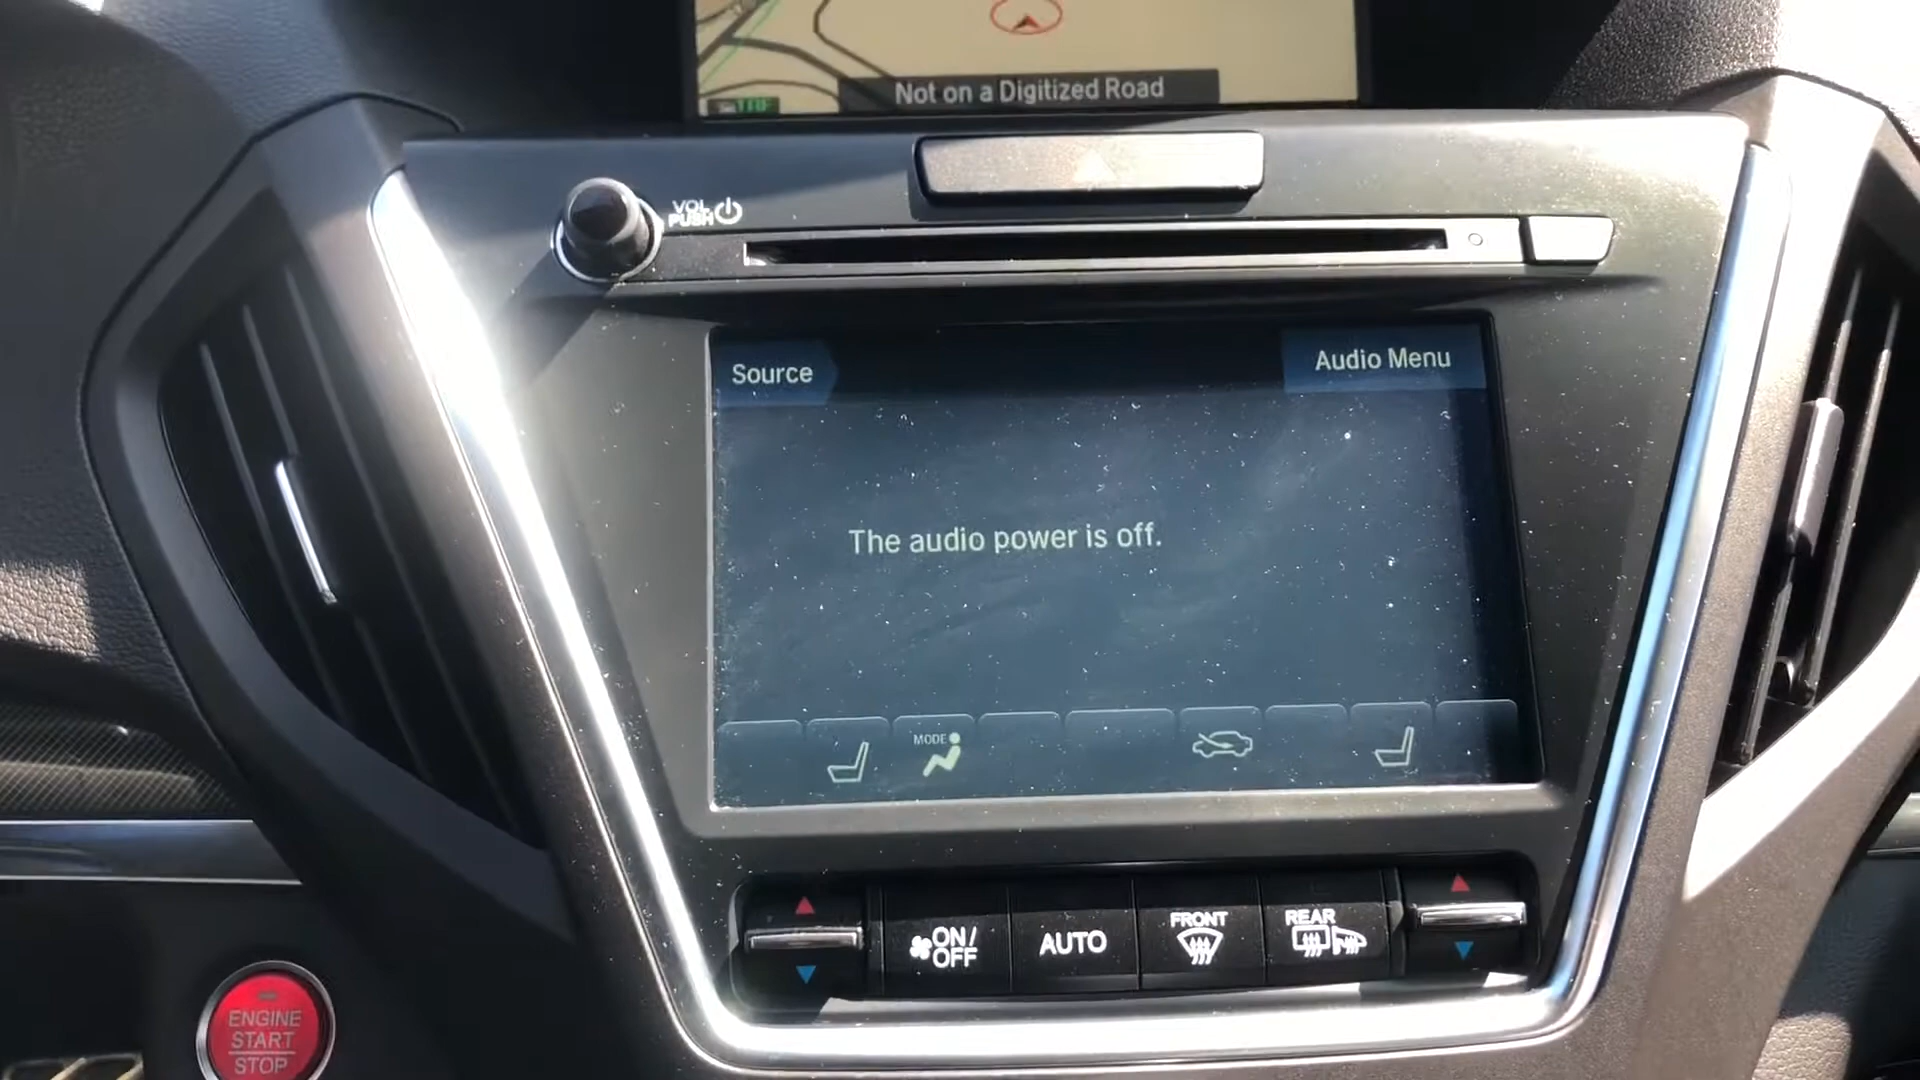 Not on a Digitized Road
VOL
PUSH
Source
Audio Menu
The audio power is off.
MODE
ON/
OFF
AUTO
FRONT
REAR
ENGINE
START
STOP